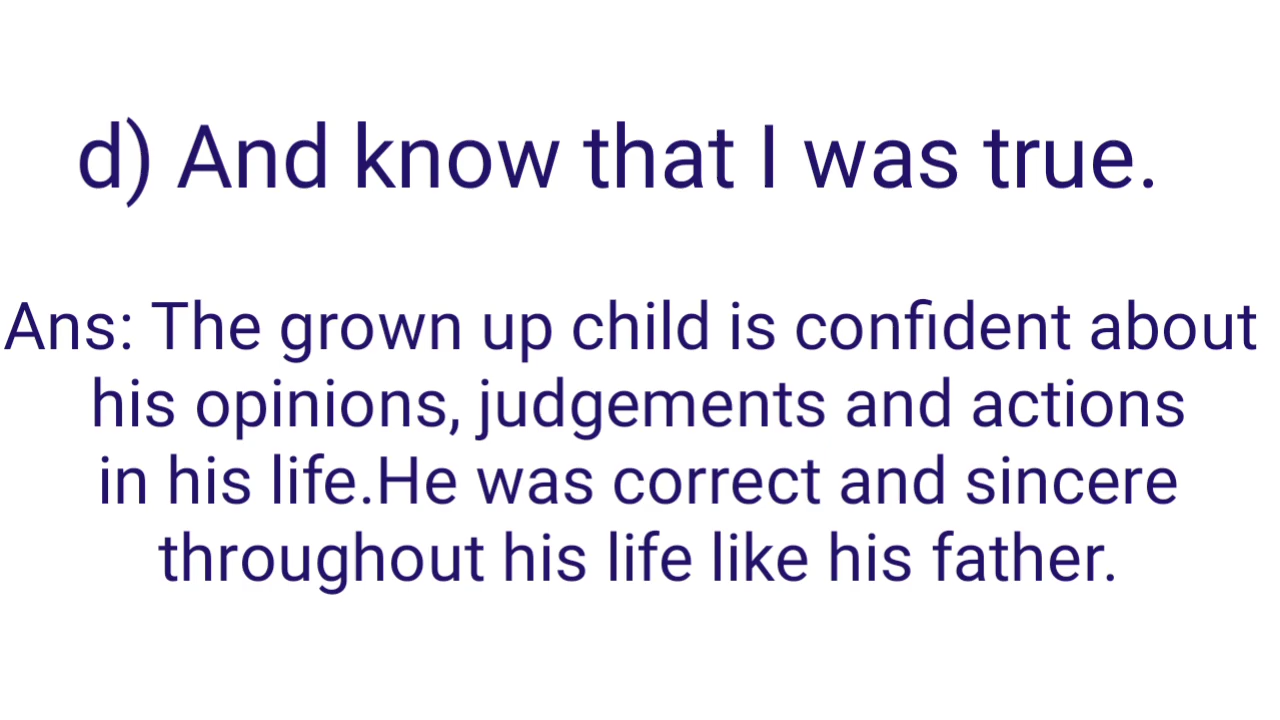 d) And know that I was true.
Ans: The grown up child is confident about
his opinions, judgements and actions
in his life.He was correct and sincere
throughout his life like his father.